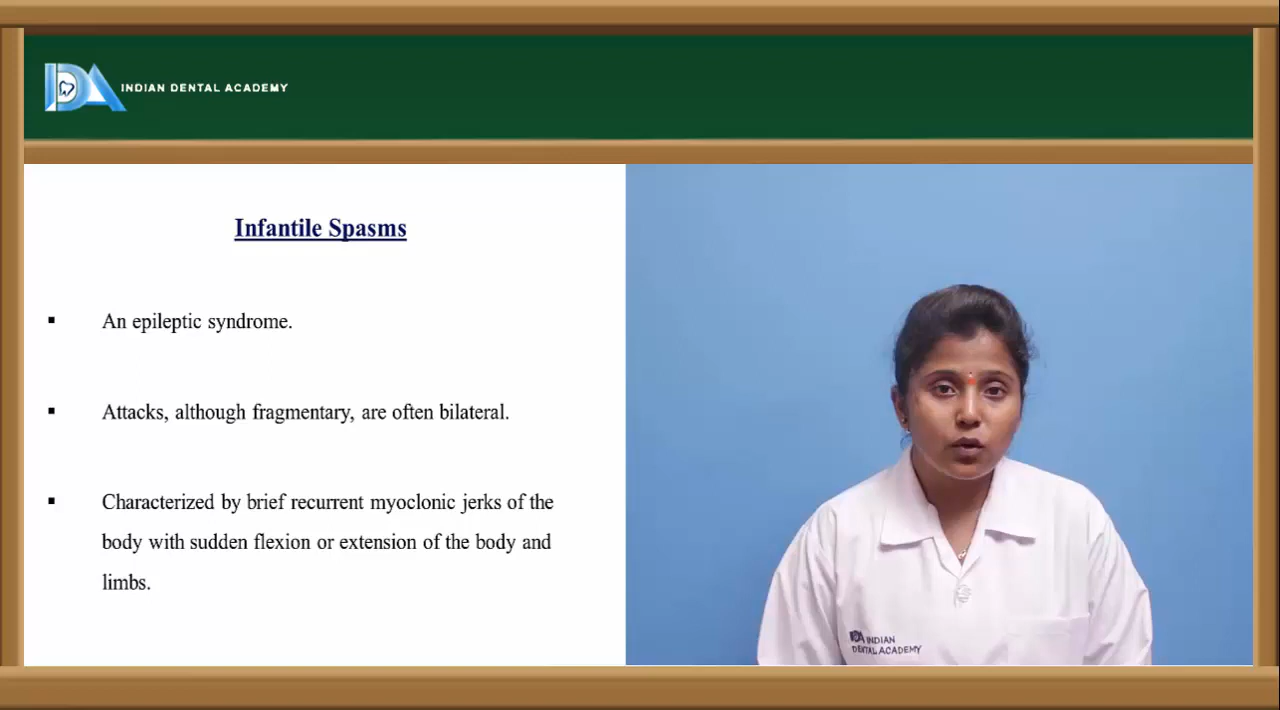 INDIAN DENTAL ACADEMY
Infantile Spasms
▪ An epileptic syndrome.
▪ Attacks, although fragmentary, are often bilateral.
▪ Characterized by brief recurrent myoclonic jerks of the
body with sudden flexion or extension of the body and
limbs.
IDA INDIAN
DENTAL ACADEMY